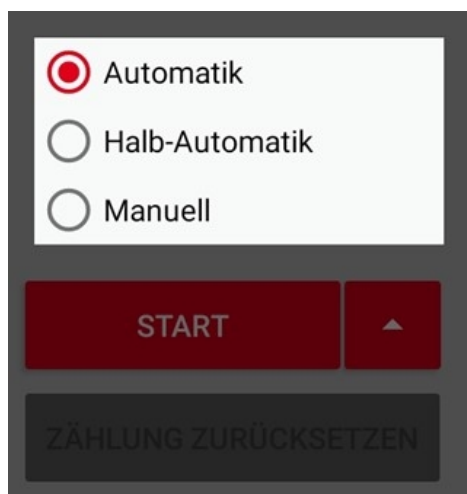 Automatik
Halb-Automatik
Manuell
START
ZÄHLUNG ZURÜCKSETZEN